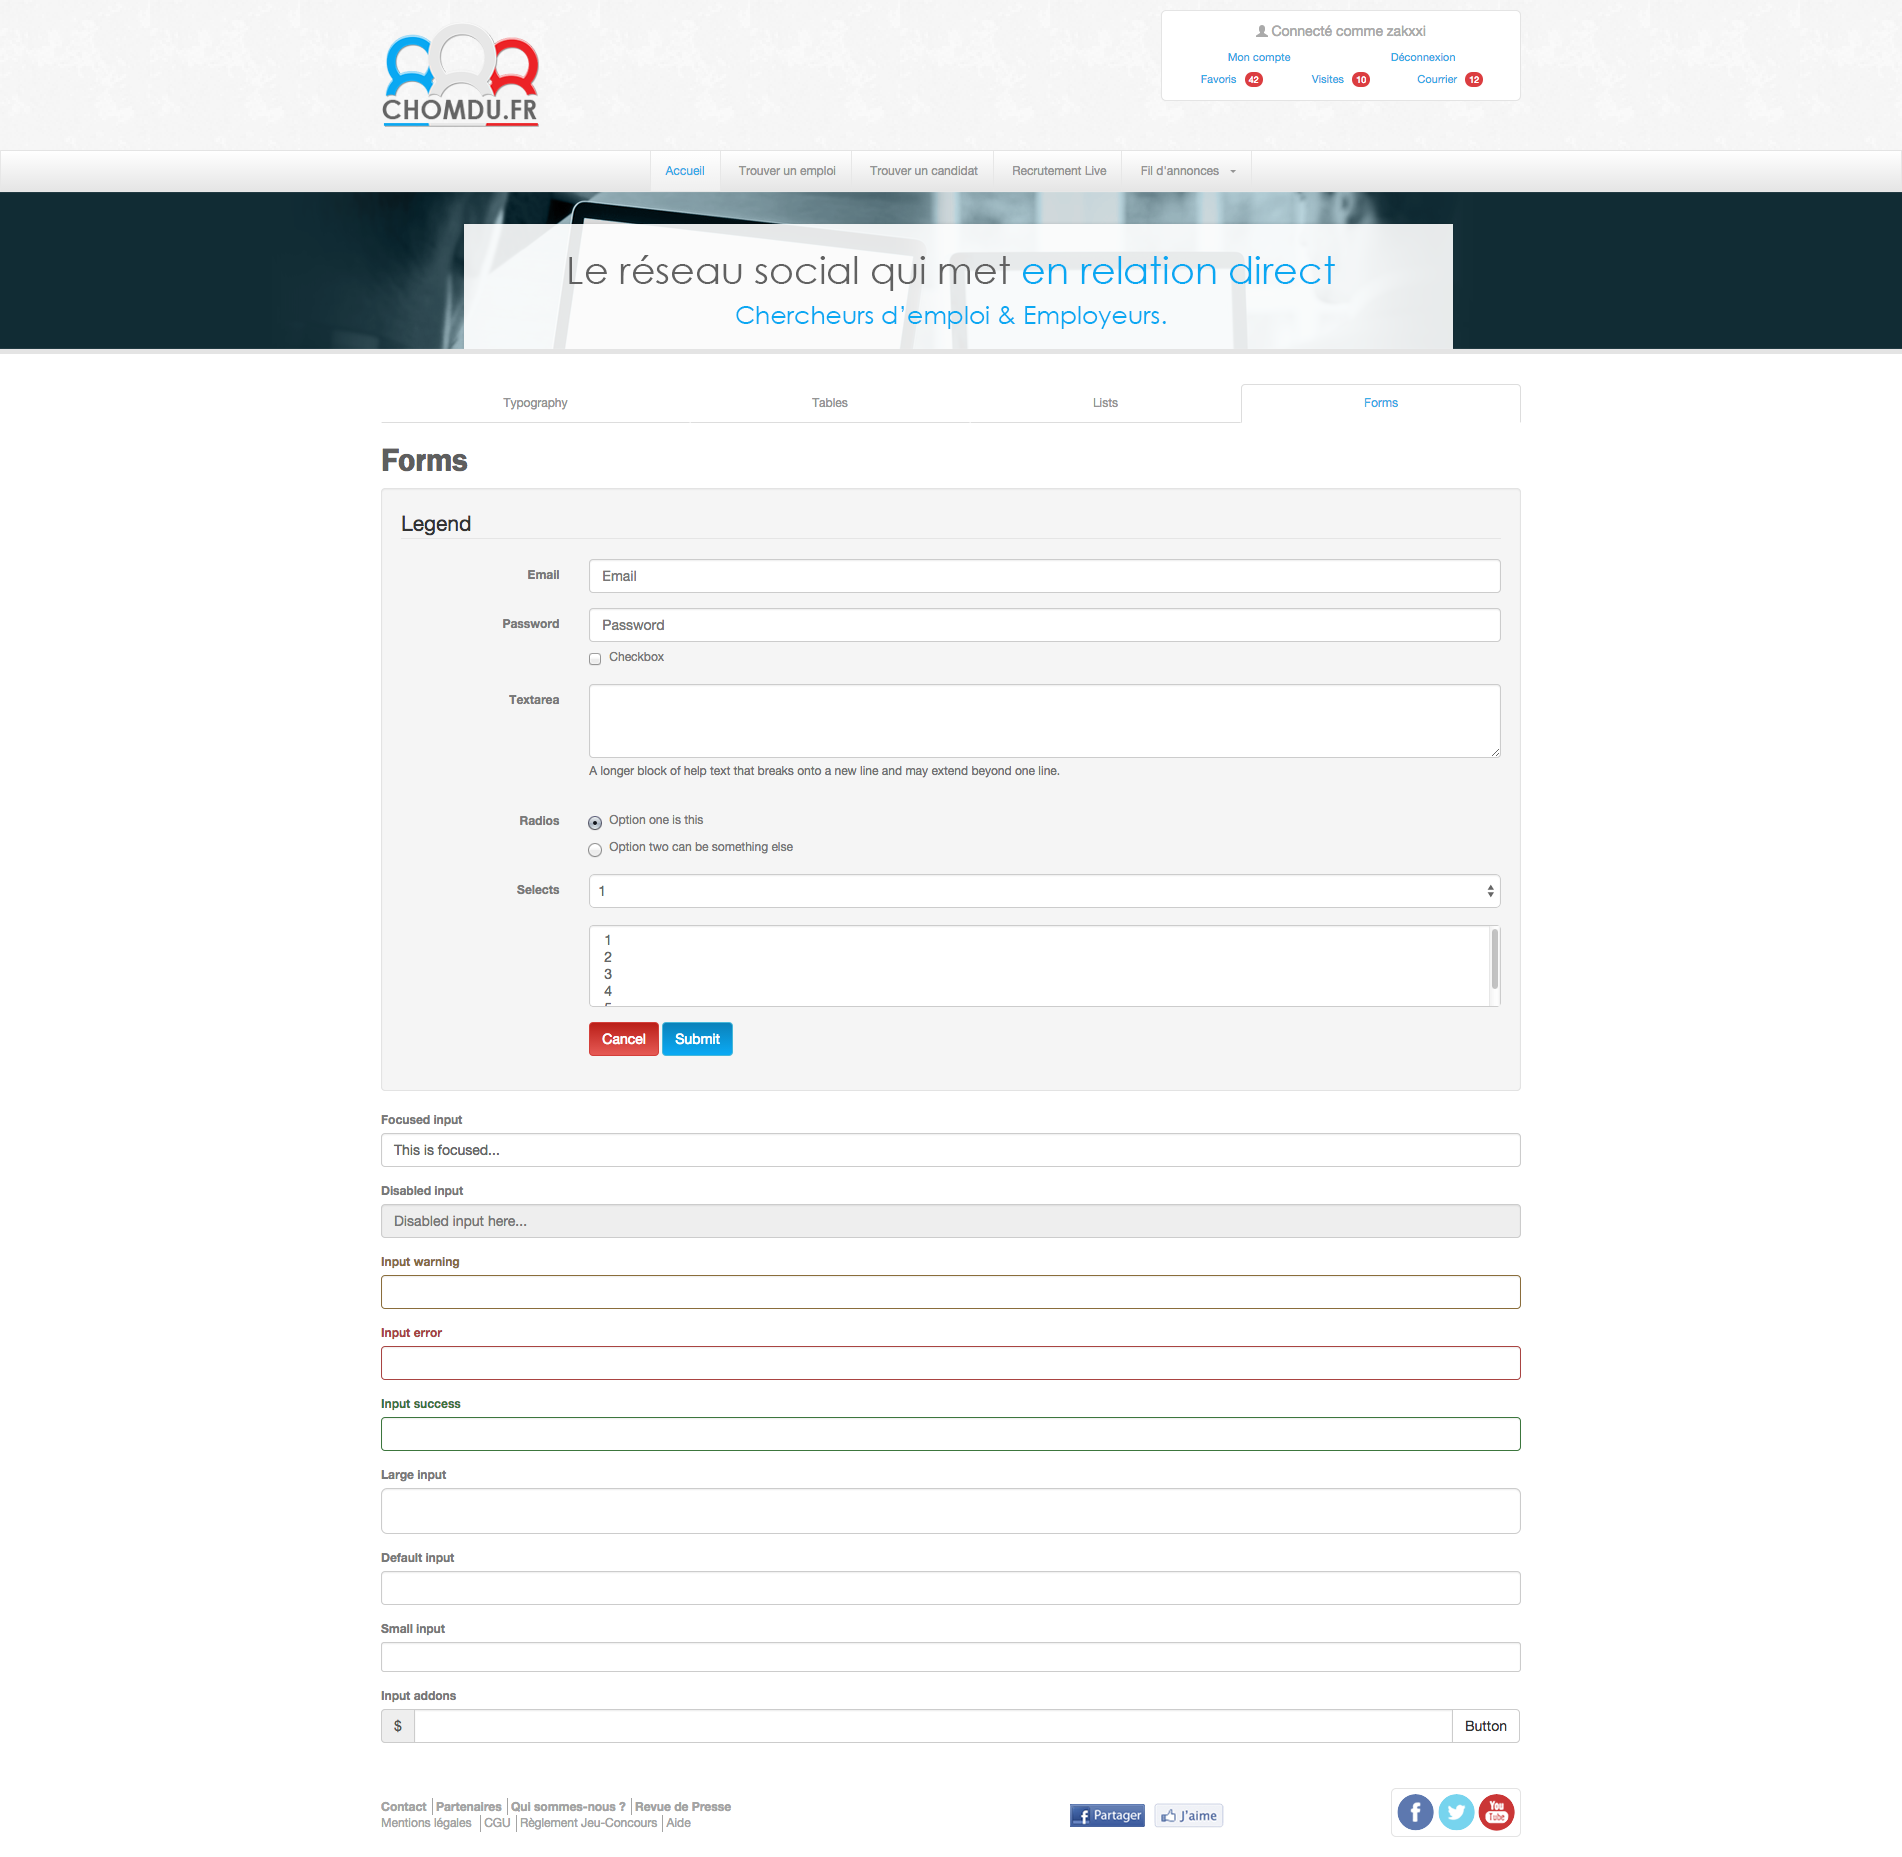 CHOMDU.FR
Connecté comme zakxxi
Mon compte Déconnexion
Favoris 42 Visites 10 Courrier 12
Accueil Trouver un emploi Trouver un candidat Recrutement Live Fil d'annonces
Le réseau social qui met en relation direct
Chercheurs d’emploi & Employeurs.
Typography Tables Lists Forms
Forms
Legend
Email Email
Password Password
Checkbox
Textarea
A longer block of help text that breaks onto a new line and may extend beyond one line.
Radios Option one is this
Option two can be something else
Selects 1
1
2
3
4
Cancel Submit
Focused input
This is focused...
Disabled input
Disabled input here...
Input warning
Input error
Input success
Large input
Default input
Small input
Input addons
$ Button
Contact Partenaires Qui sommes-nous ? Revue de Presse
Mentions légales CGU Règlement Jeu-Concours Aide
f Partager J'aime
f You Tube